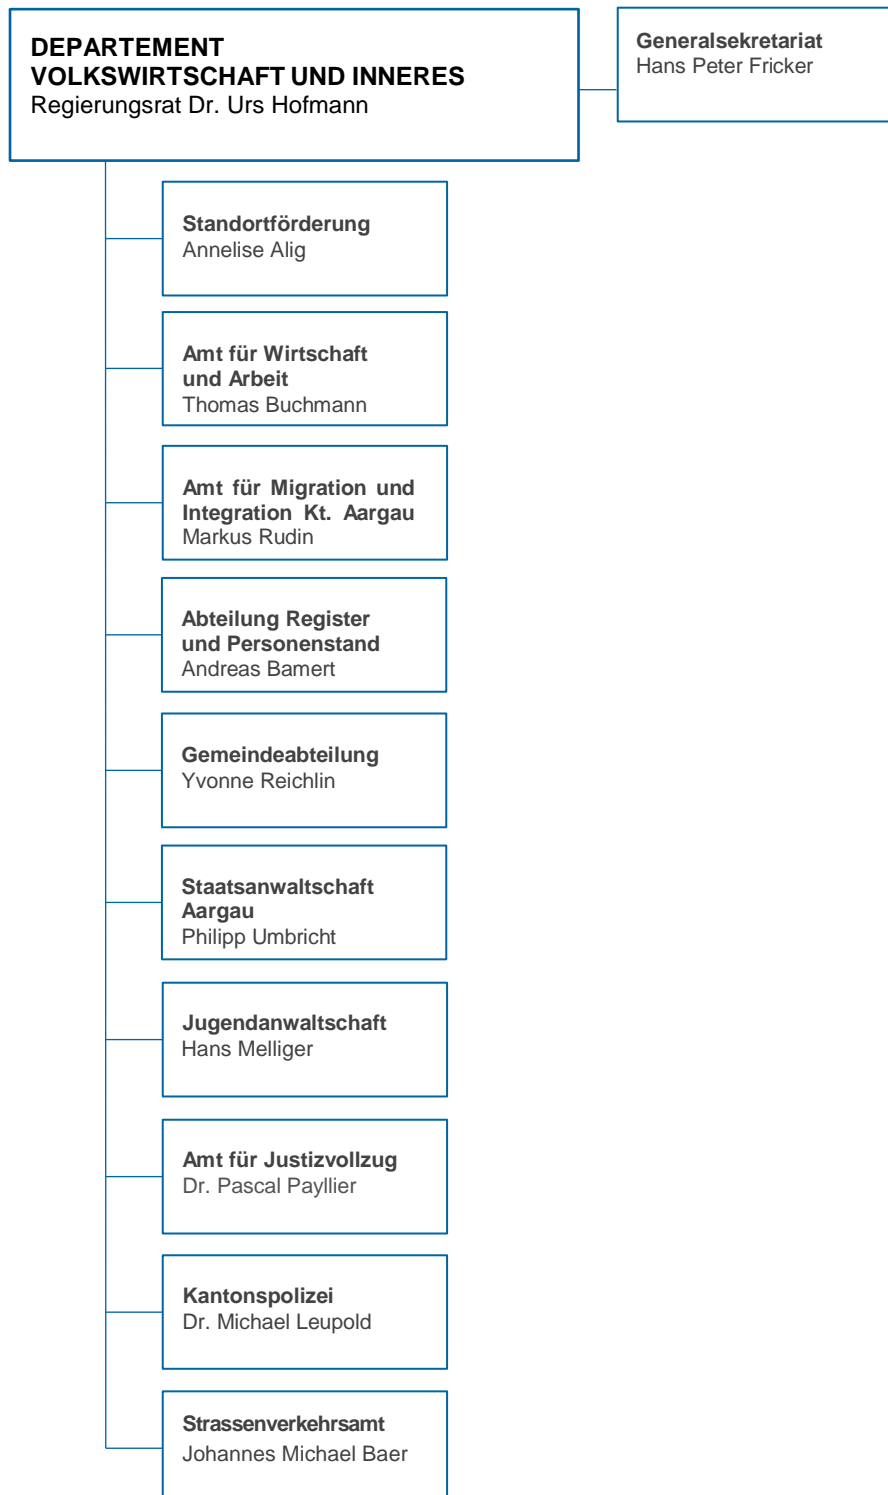 DEPARTEMENT
VOLKSWIRTSCHAFT UND INNERES
Regierungsrat Dr. Urs Hofmann
Generalsekretariat
Hans Peter Fricker
Standortförderung
Annelise Alig
Amt für Wirtschaft
und Arbeit
Thomas Buchmann
Amt für Migration und
Integration Kt. Aargau
Markus Rudin
Abteilung Register
und Personenstand
Andreas Bamert
Gemeindeabteilung
Yvonne Reichlin
Staatsanwaltschaft
Aargau
Philipp Umbricht
Jugendanwaltschaft
Hans Melliger
Amt für Justizvollzug
Dr. Pascal Payllier
Kantonspolizei
Dr. Michael Leupold
Strassenverkehrsamt
Johannes Michael Baer